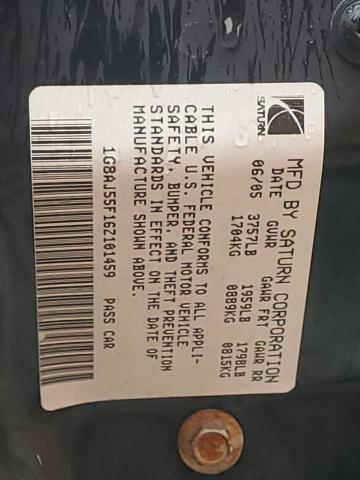 SATURN
MFD BY SATURN CORPORATION
DATE GVWR GAWR FRT GAWR RR
06/05 3757LB 1959LB 1798LB
1704KG 0889KG 0815KG
THIS VEHICLE CONFORMS TO ALL APPLI-
CABLE U.S. FEDERAL MOTOR VEHICLE
SAFETY, BUMPER, AND THEFT PREVENTION
STANDARDS IN EFFECT ON THE DATE OF
MANUFACTURE SHOWN ABOVE.
1G8AJ55F16Z101459 PASS CAR